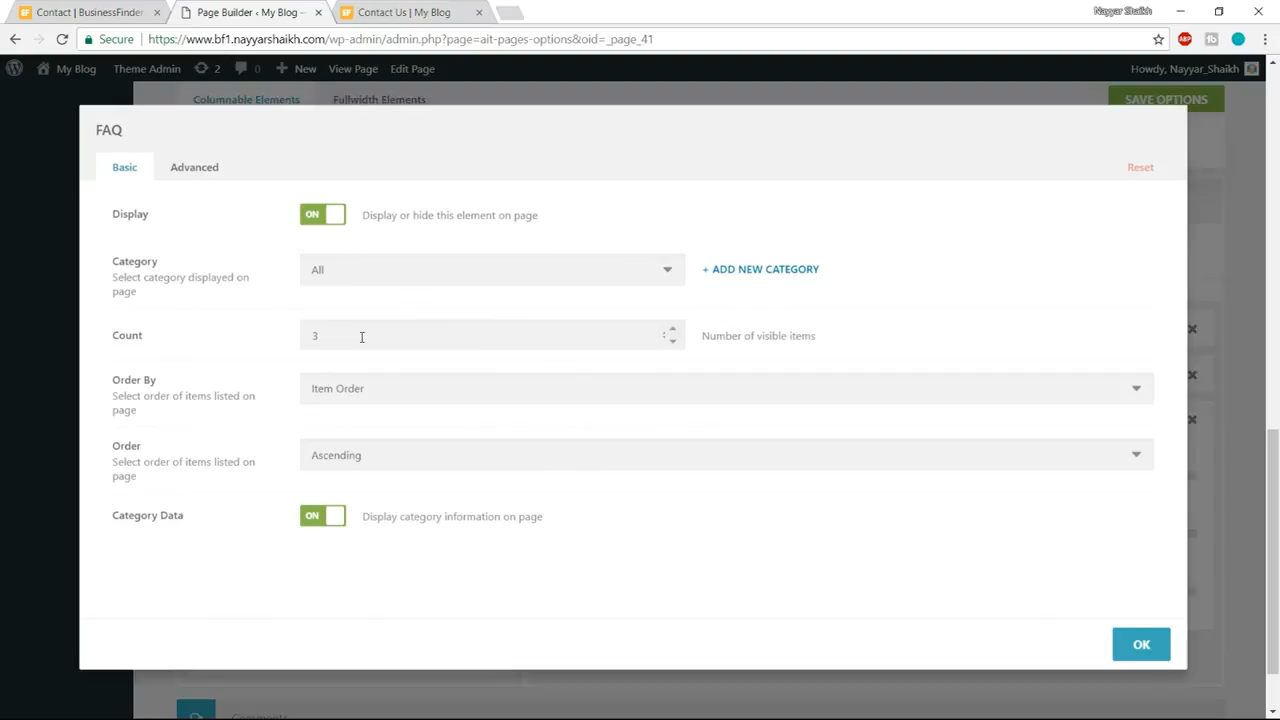 Contact | BusinessFinder
Page Builder ‹ My Blog –
Contact Us | My Blog
Nayyar Shaikh
Secure
https://www.bf1.nayyarshaikh.com/wp-admin/admin.php?page=ait-pages-options&oid=_page_41
ABP
My Blog
Theme Admin
2
0
New
View Page
Edit Page
Howdy, Nayyar_Shaikh
Columnable Elements
Fullwidth Elements
SAVE OPTIONS
FAQ
Basic
Advanced
Reset
Display
ON
Display or hide this element on page
Category
Select category displayed on
page
All
+ ADD NEW CATEGORY
Count
3
Number of visible items
Order By
Select order of items listed on
page
Item Order
Order
Select order of items listed on
page
Ascending
Category Data
ON
Display category information on page
OK
Comments